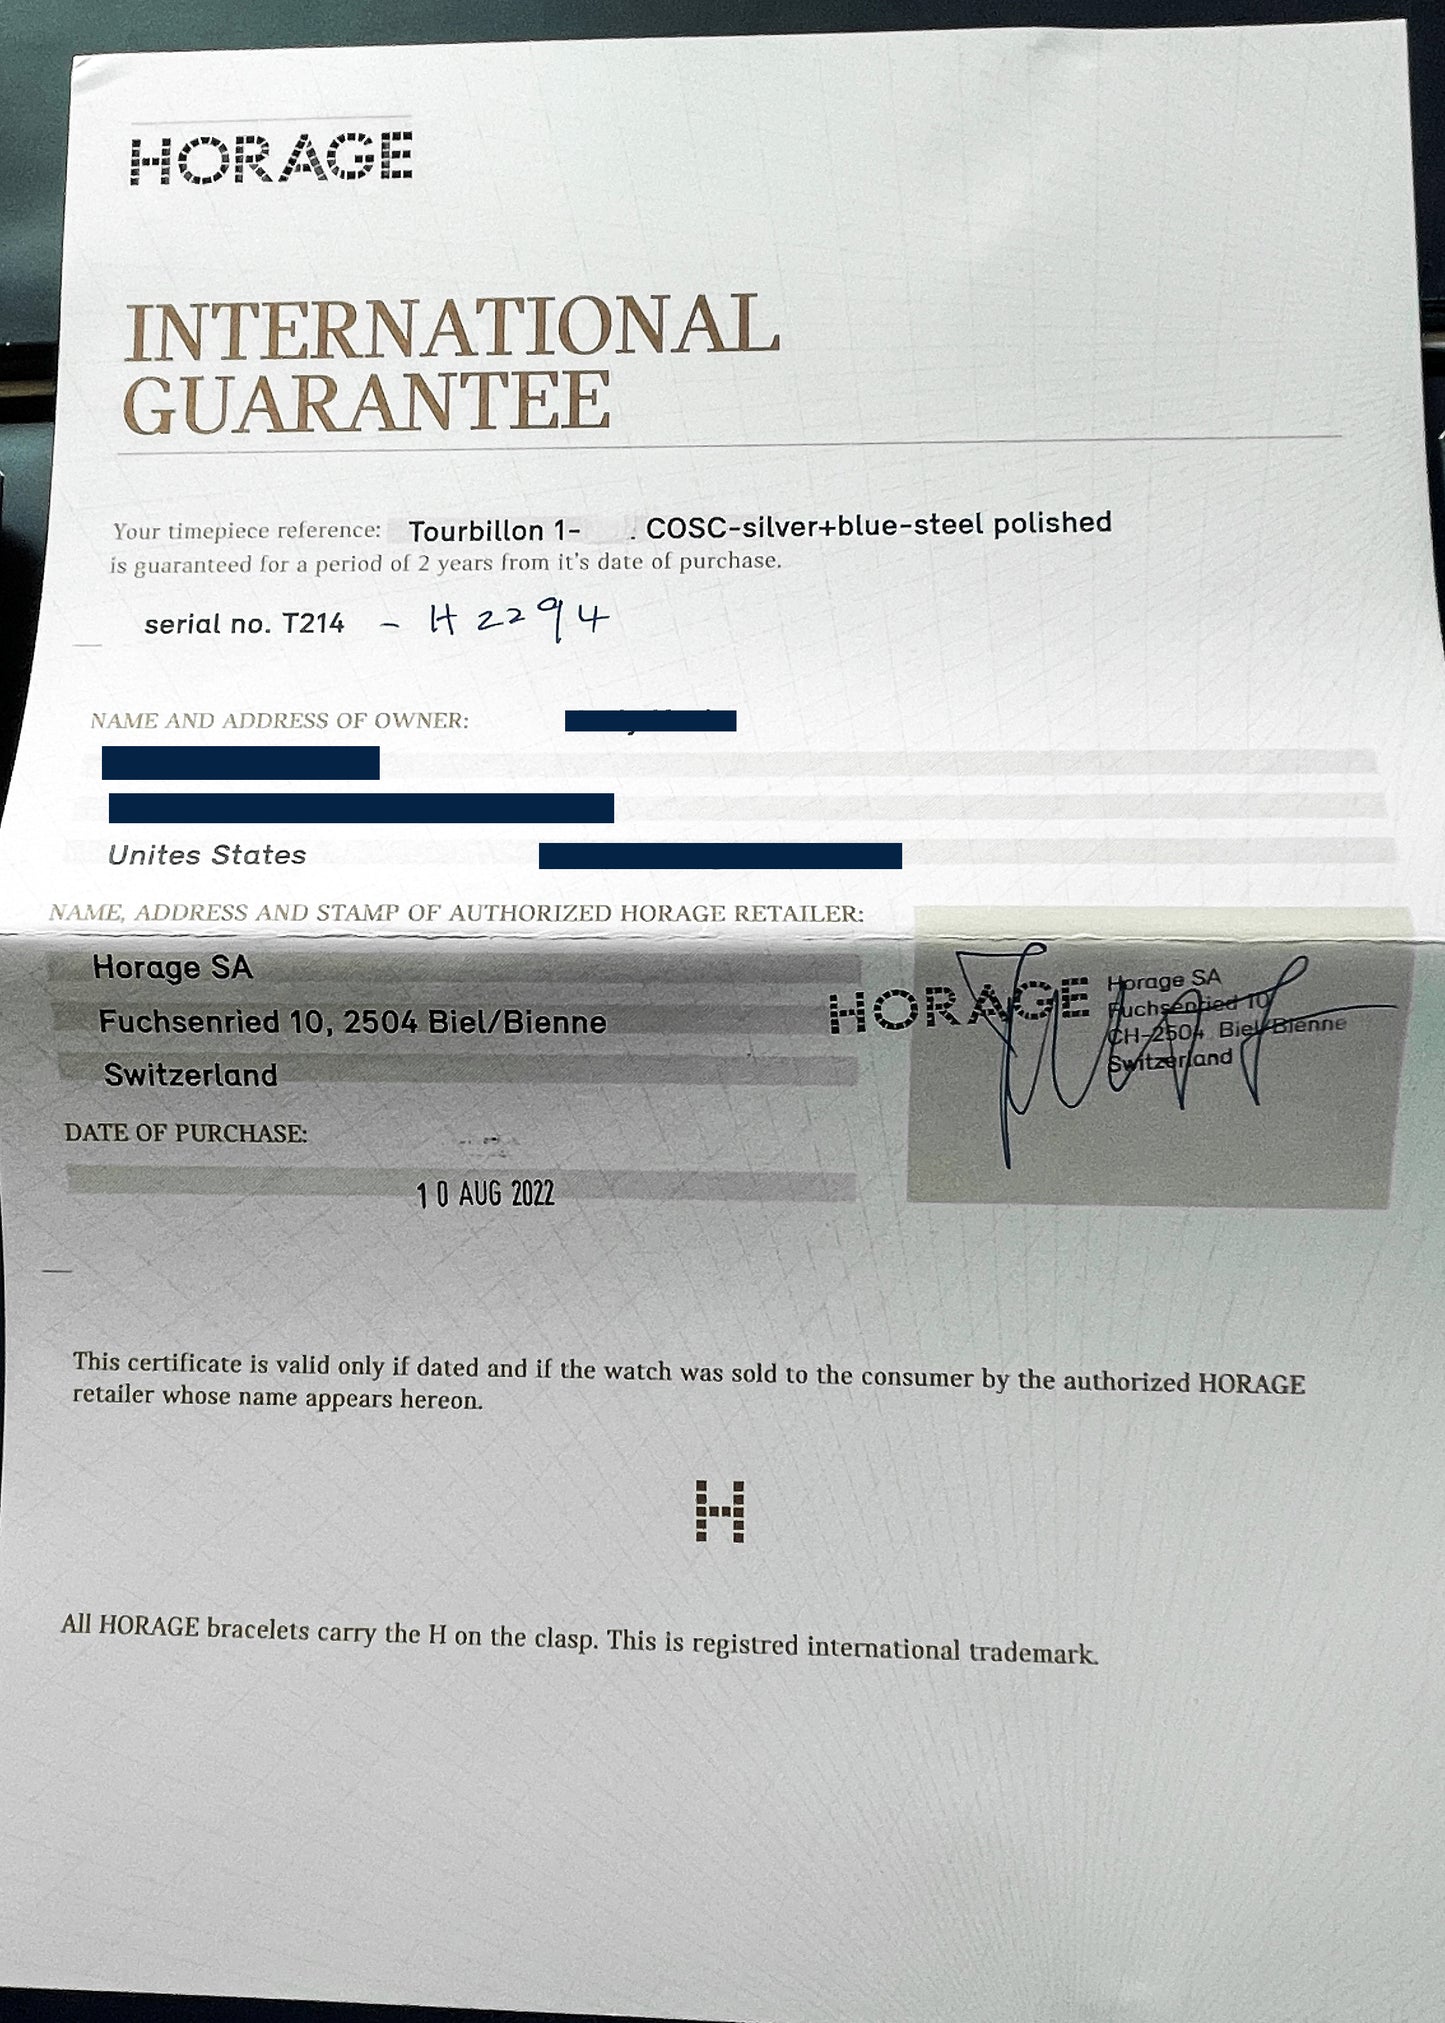 HORAGE
INTERNATIONAL
GUARANTEE
Your timepiece reference: Tourbillon 1- . COSC-silver+blue-steel polished
is guaranteed for a period of 2 years from it's date of purchase.
serial no. T214 - H2294
NAME AND ADDRESS OF OWNER:
Unites States
NAME, ADDRESS AND STAMP OF AUTHORIZED HORAGE RETAILER:
Horage SA
Fuchsenried 10, 2504 Biel/Bienne
Switzerland
HORAGE
Horage SA
Fuchsenried 10
CH-2504 Biel/Bienne
Switzerland
DATE OF PURCHASE:
10 AUG 2022
This certificate is valid only if dated and if the watch was sold to the consumer by the authorized HORAGE
retailer whose name appears hereon.
H
All HORAGE bracelets carry the H on the clasp. This is registred international trademark.